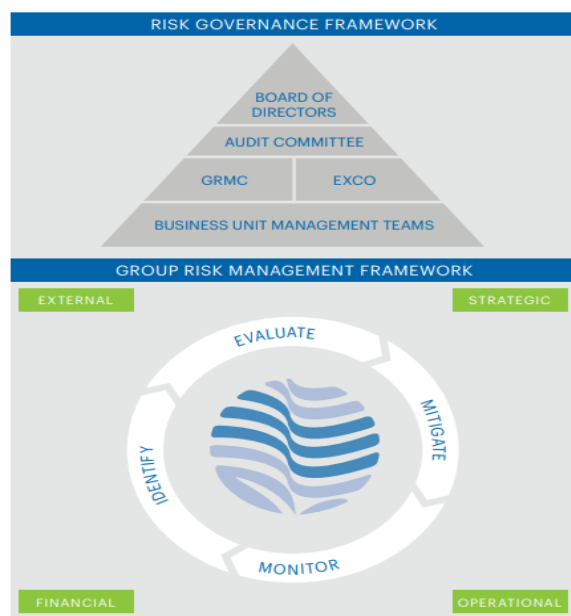 RISK GOVERNANCE FRAMEWORK
BOARD OF
DIRECTORS
AUDIT COMMITTEE
GRMC
EXCO
BUSINESS UNIT MANAGEMENT TEAMS
GROUP RISK MANAGEMENT FRAMEWORK
EXTERNAL
STRATEGIC
EVALUATE
MITIGATE
IDENTIFY
MONITOR
FINANCIAL
OPERATIONAL